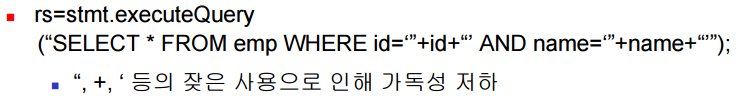 rs=stmt.executeQuery
(“SELECT * FROM emp WHERE id=‘”+id+“’ AND name=‘”+name+“‘”);
“, +, ‘ 등의 잦은 사용으로 인해 가독성 저하